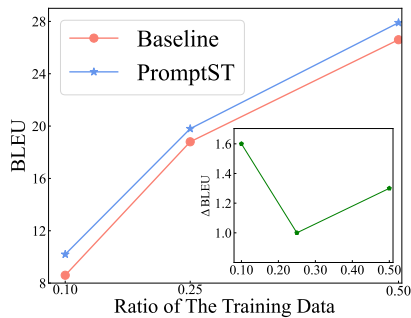 28
24
20
16
12
8
BLEU
Baseline
PromptST
1.6
1.4
1.2
1.0
Δ BLEU
0.10 0.20 0.30 0.40 0.50
0.10 0.25 0.50
Ratio of The Training Data